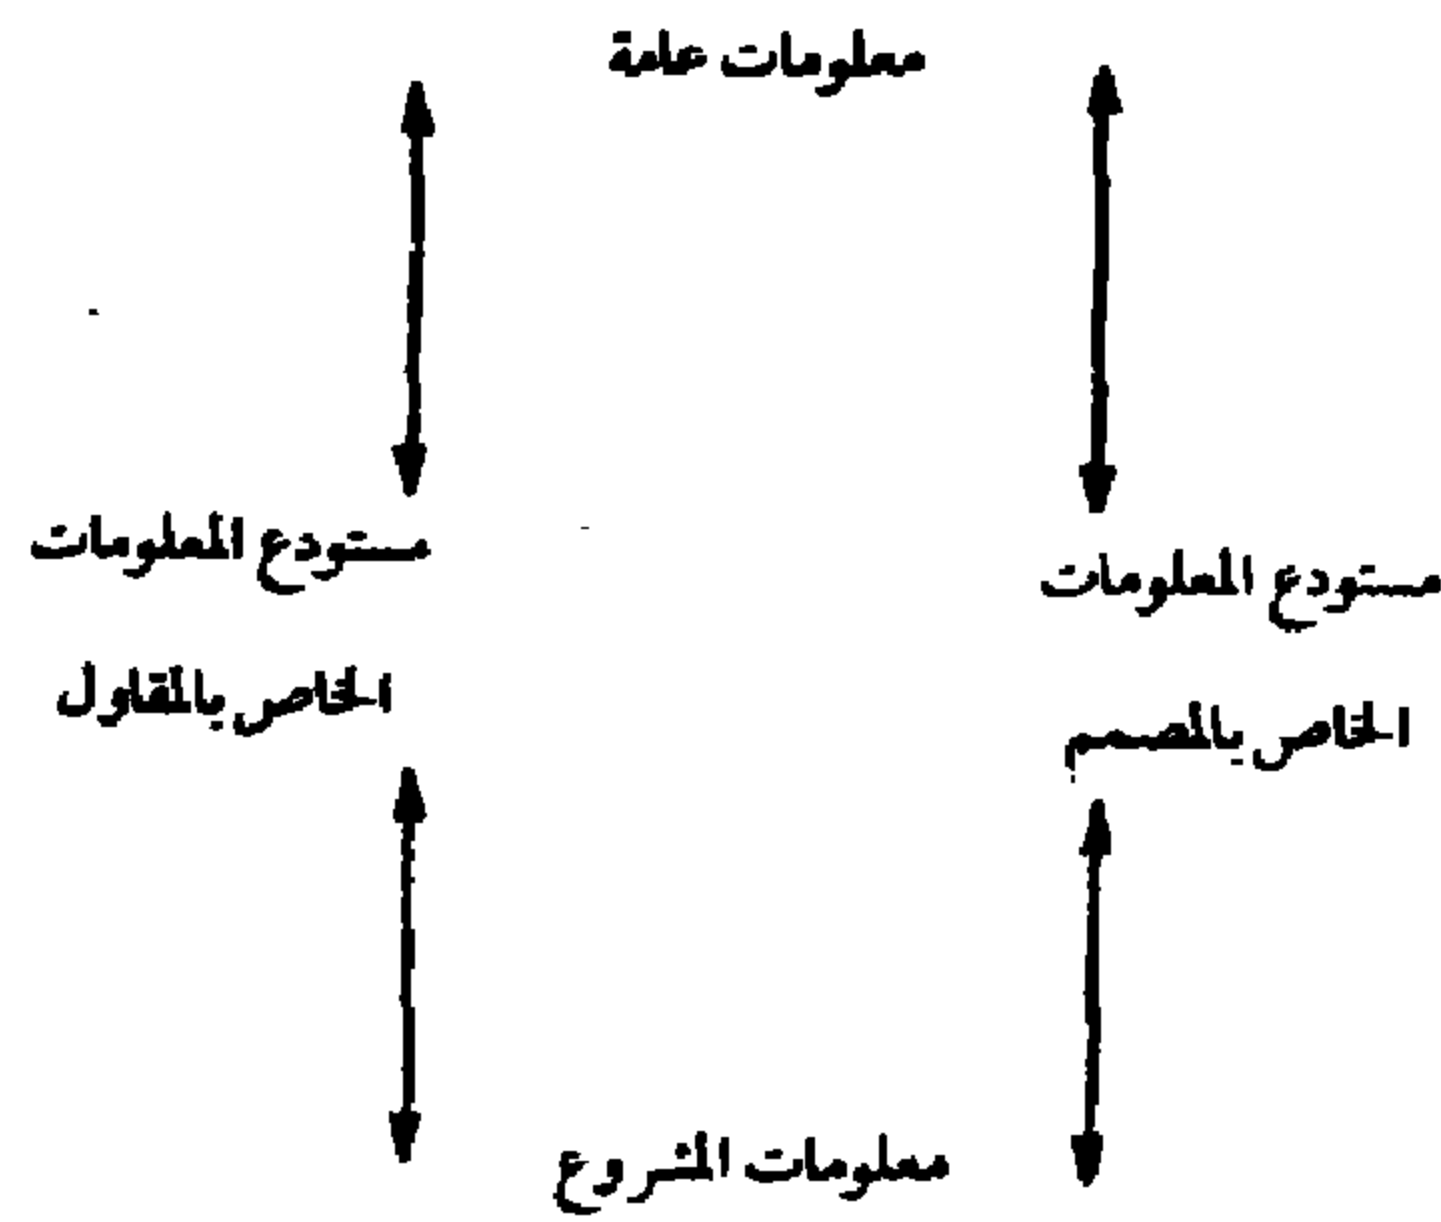 معلومات عامة
مستودع المعلومات
الخاص بالمصمم
مستودع المعلومات
الخاص بالمقاول
معلومات المشروع